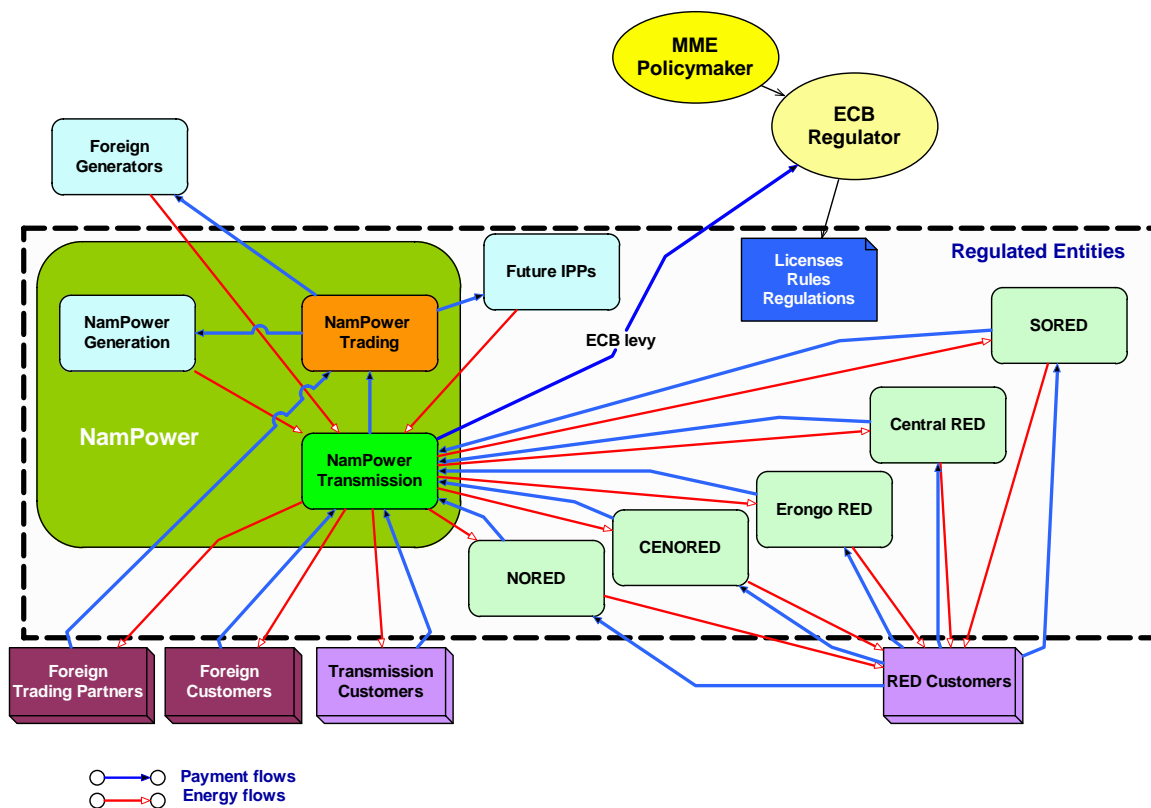 MME
Policymaker
ECB
Regulator
Foreign
Generators
Regulated Entities
Licenses
Rules
Regulations
Future IPPs
NamPower
Generation
NamPower
Trading
SORED
ECB levy
NamPower
Central RED
NamPower
Transmission
Erongo RED
CENORED
NORED
Foreign
Trading Partners
Foreign
Customers
Transmission
Customers
RED Customers
Payment flows
Energy flows